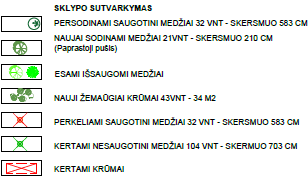 SKLYPO SUTVARKYMAS
PERSODINAMI SAUGOTINI MEDŽIAI 32 VNT - SKERSMUO 583 CM
NAUJAI SODINAMI MEDŽIAI 21VNT - SKERSMUO 210 CM
(Paprastoji pušis)
ESAMI IŠSAUGOMI MEDŽIAI
NAUJI ŽEMAŪGIAI KRŪMAI 43VNT - 34 M2
PERKELIAMI SAUGOTINI MEDŽIAI 32 VNT - SKERSMUO 583 CM
KERTAMI NESAUGOTINI MEDŽIAI 104 VNT - SKERSMUO 703 CM
KERTAMI KRŪMAI